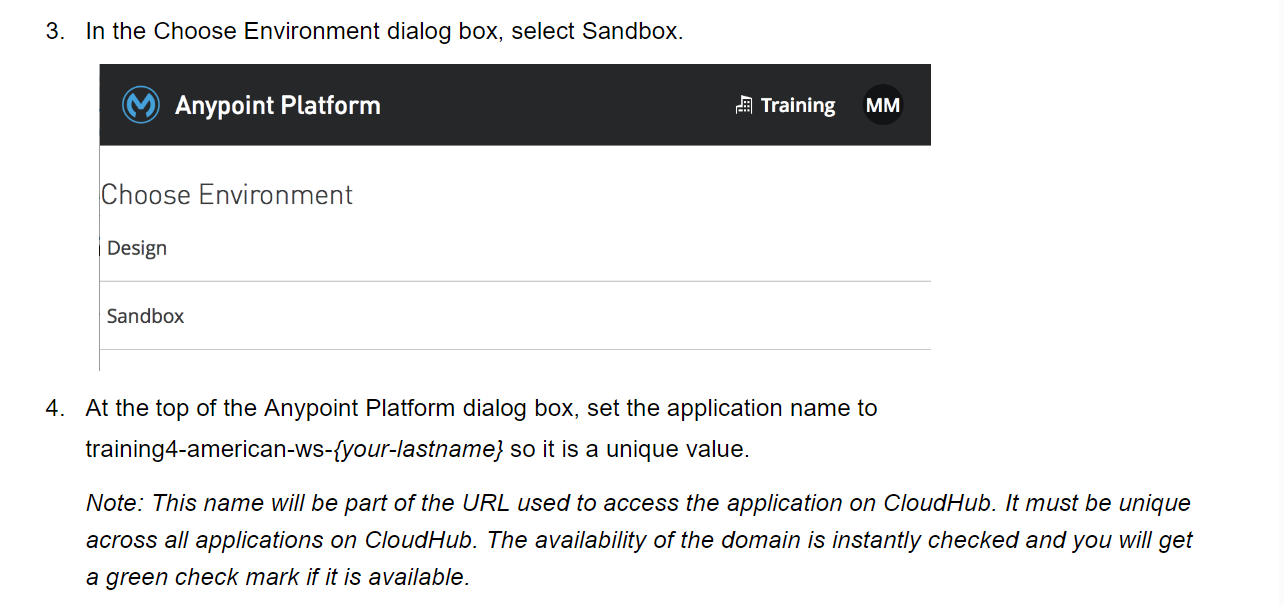 3. In the Choose Environment dialog box, select Sandbox.
Anypoint Platform
Training MM
Choose Environment
Design
Sandbox
4. At the top of the Anypoint Platform dialog box, set the application name to
training4-american-ws-{your-lastname} so it is a unique value.
Note: This name will be part of the URL used to access the application on CloudHub. It must be unique
across all applications on CloudHub. The availability of the domain is instantly checked and you will get
a green check mark if it is available.